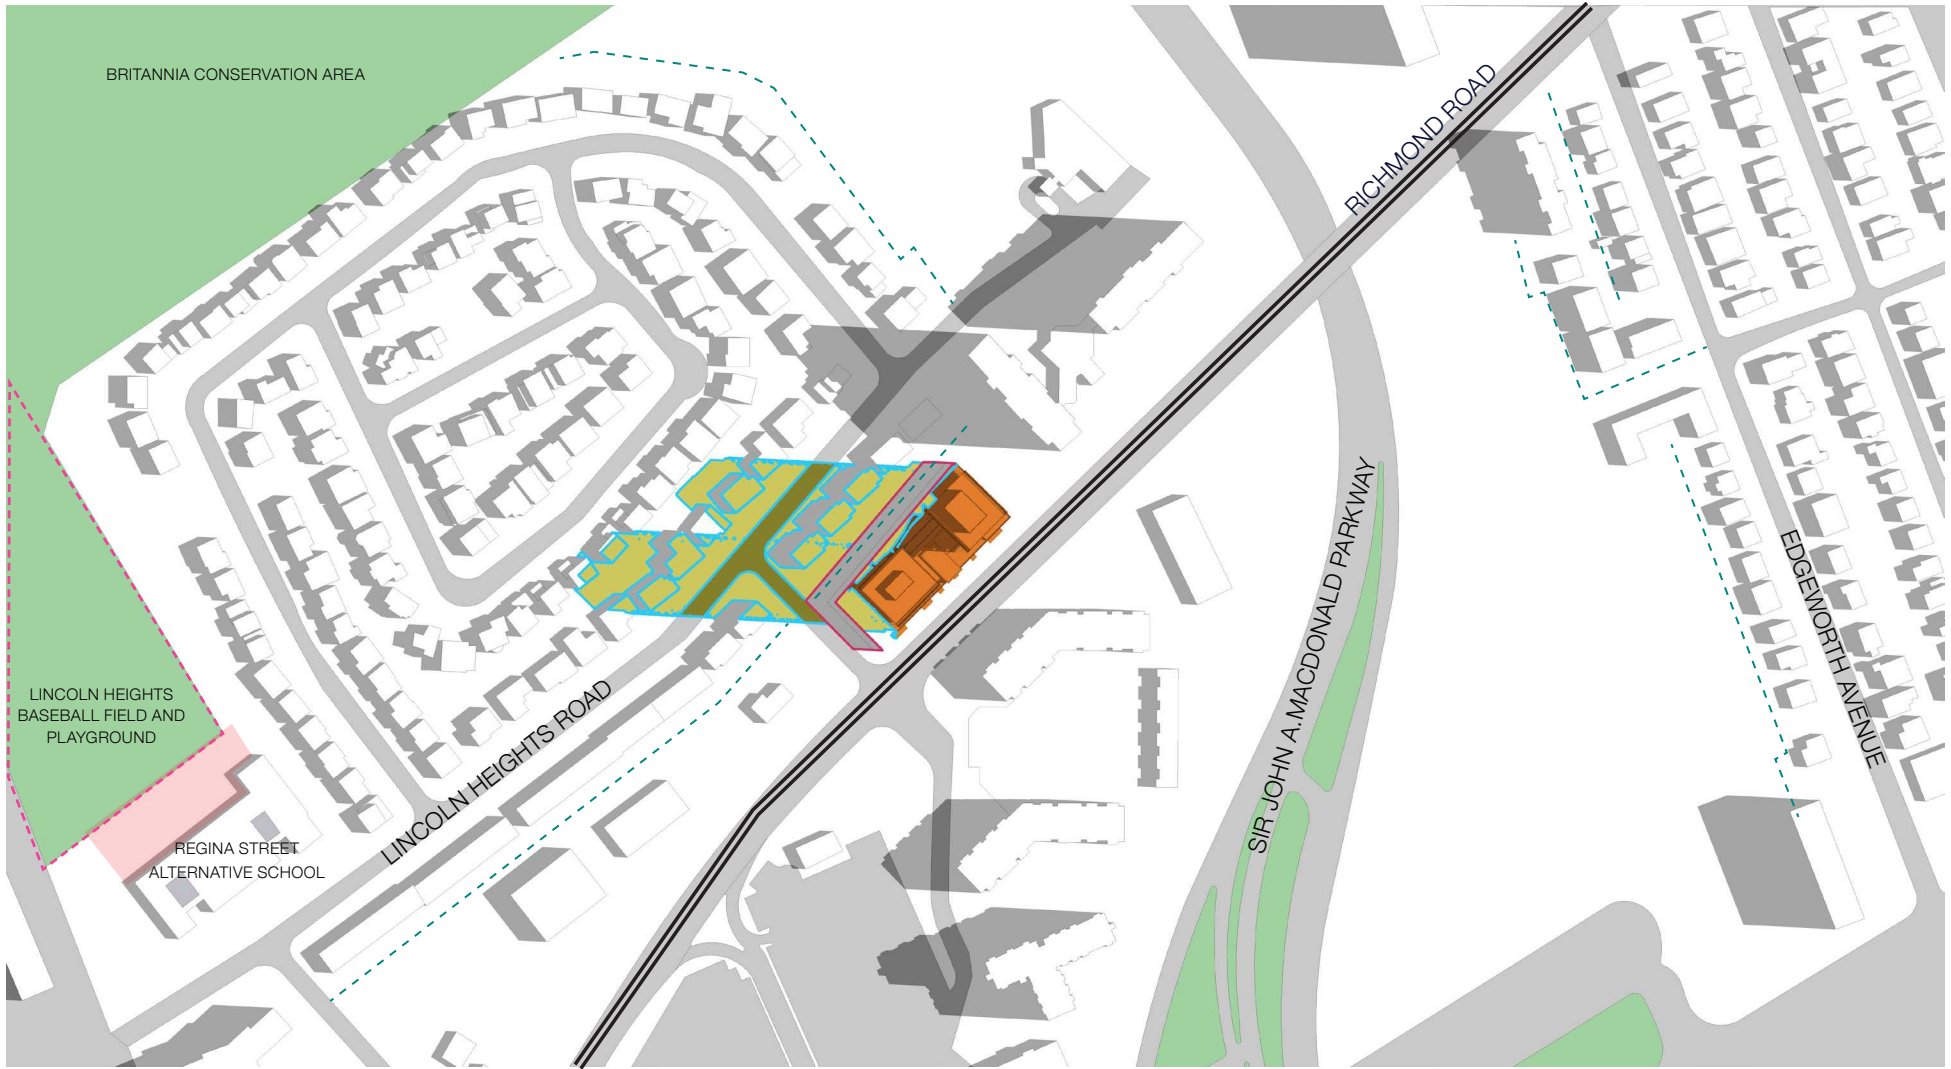 BRITANNIA CONSERVATION AREA
RICHMOND ROAD
SIR JOHN A.MACDONALD PARKWAY
EDGEWORTH AVENUE
LINCOLN HEIGHTS
BASEBALL FIELD AND
PLAYGROUND
LINCOLN HEIGHTS ROAD
REGINA STREET
ALTERNATIVE SCHOOL